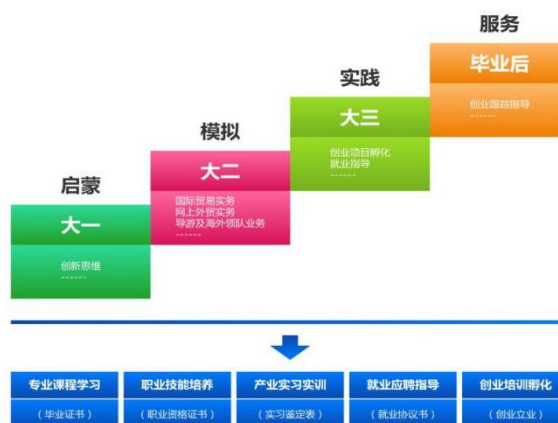 服务
毕业后
创业跟踪指导
------
实践
大三
创业项目孵化
就业指导
------
模拟
大二
国际贸易实务
网上外贸实务
导游及海外领队业务
------
启蒙
大一
创新思维
------
专业课程学习 职业技能培养 产业实习实训 就业应聘指导 创业培训孵化
（毕业证书） （职业资格证书） （实习鉴定表） （就业协议书） （创业立业）